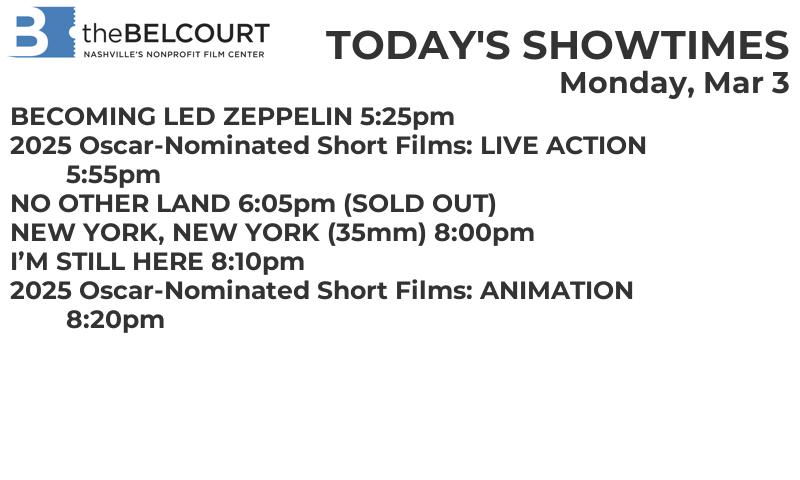 B theBELCOURT
NASHVILLE'S NONPROFIT FILM CENTER
TODAY'S SHOWTIMES
Monday, Mar 3
BECOMING LED ZEPPELIN 5:25pm
2025 Oscar-Nominated Short Films: LIVE ACTION
5:55pm
NO OTHER LAND 6:05pm (SOLD OUT)
NEW YORK, NEW YORK (35mm) 8:00pm
I’M STILL HERE 8:10pm
2025 Oscar-Nominated Short Films: ANIMATION
8:20pm